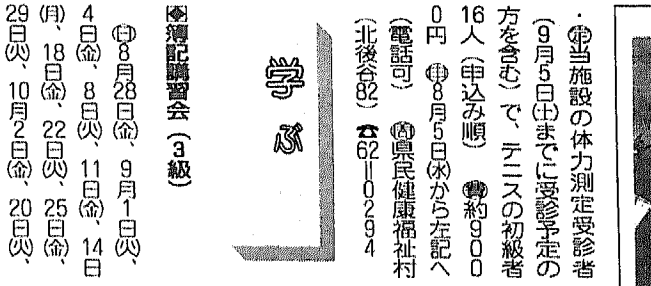 ・㊣当施設の体力測定受診者
(9月5日㈯までに受診予定の
方を含む)で、テニスの初級者
16人(申込み順) 費約900
0円 申8月5日㈬から左記へ
(電話可) 問県民健康福祉村
(北後谷82) ☎62=0294
学ぶ
◆簿記講習会(3級)
日8月28日㈮、9月1日㈫、
4日㈮、8日㈫、11日㈮、14日
㈪、18日㈮、22日㈫、25日㈮、
29日㈫、10月2日㈮、20日㈫、